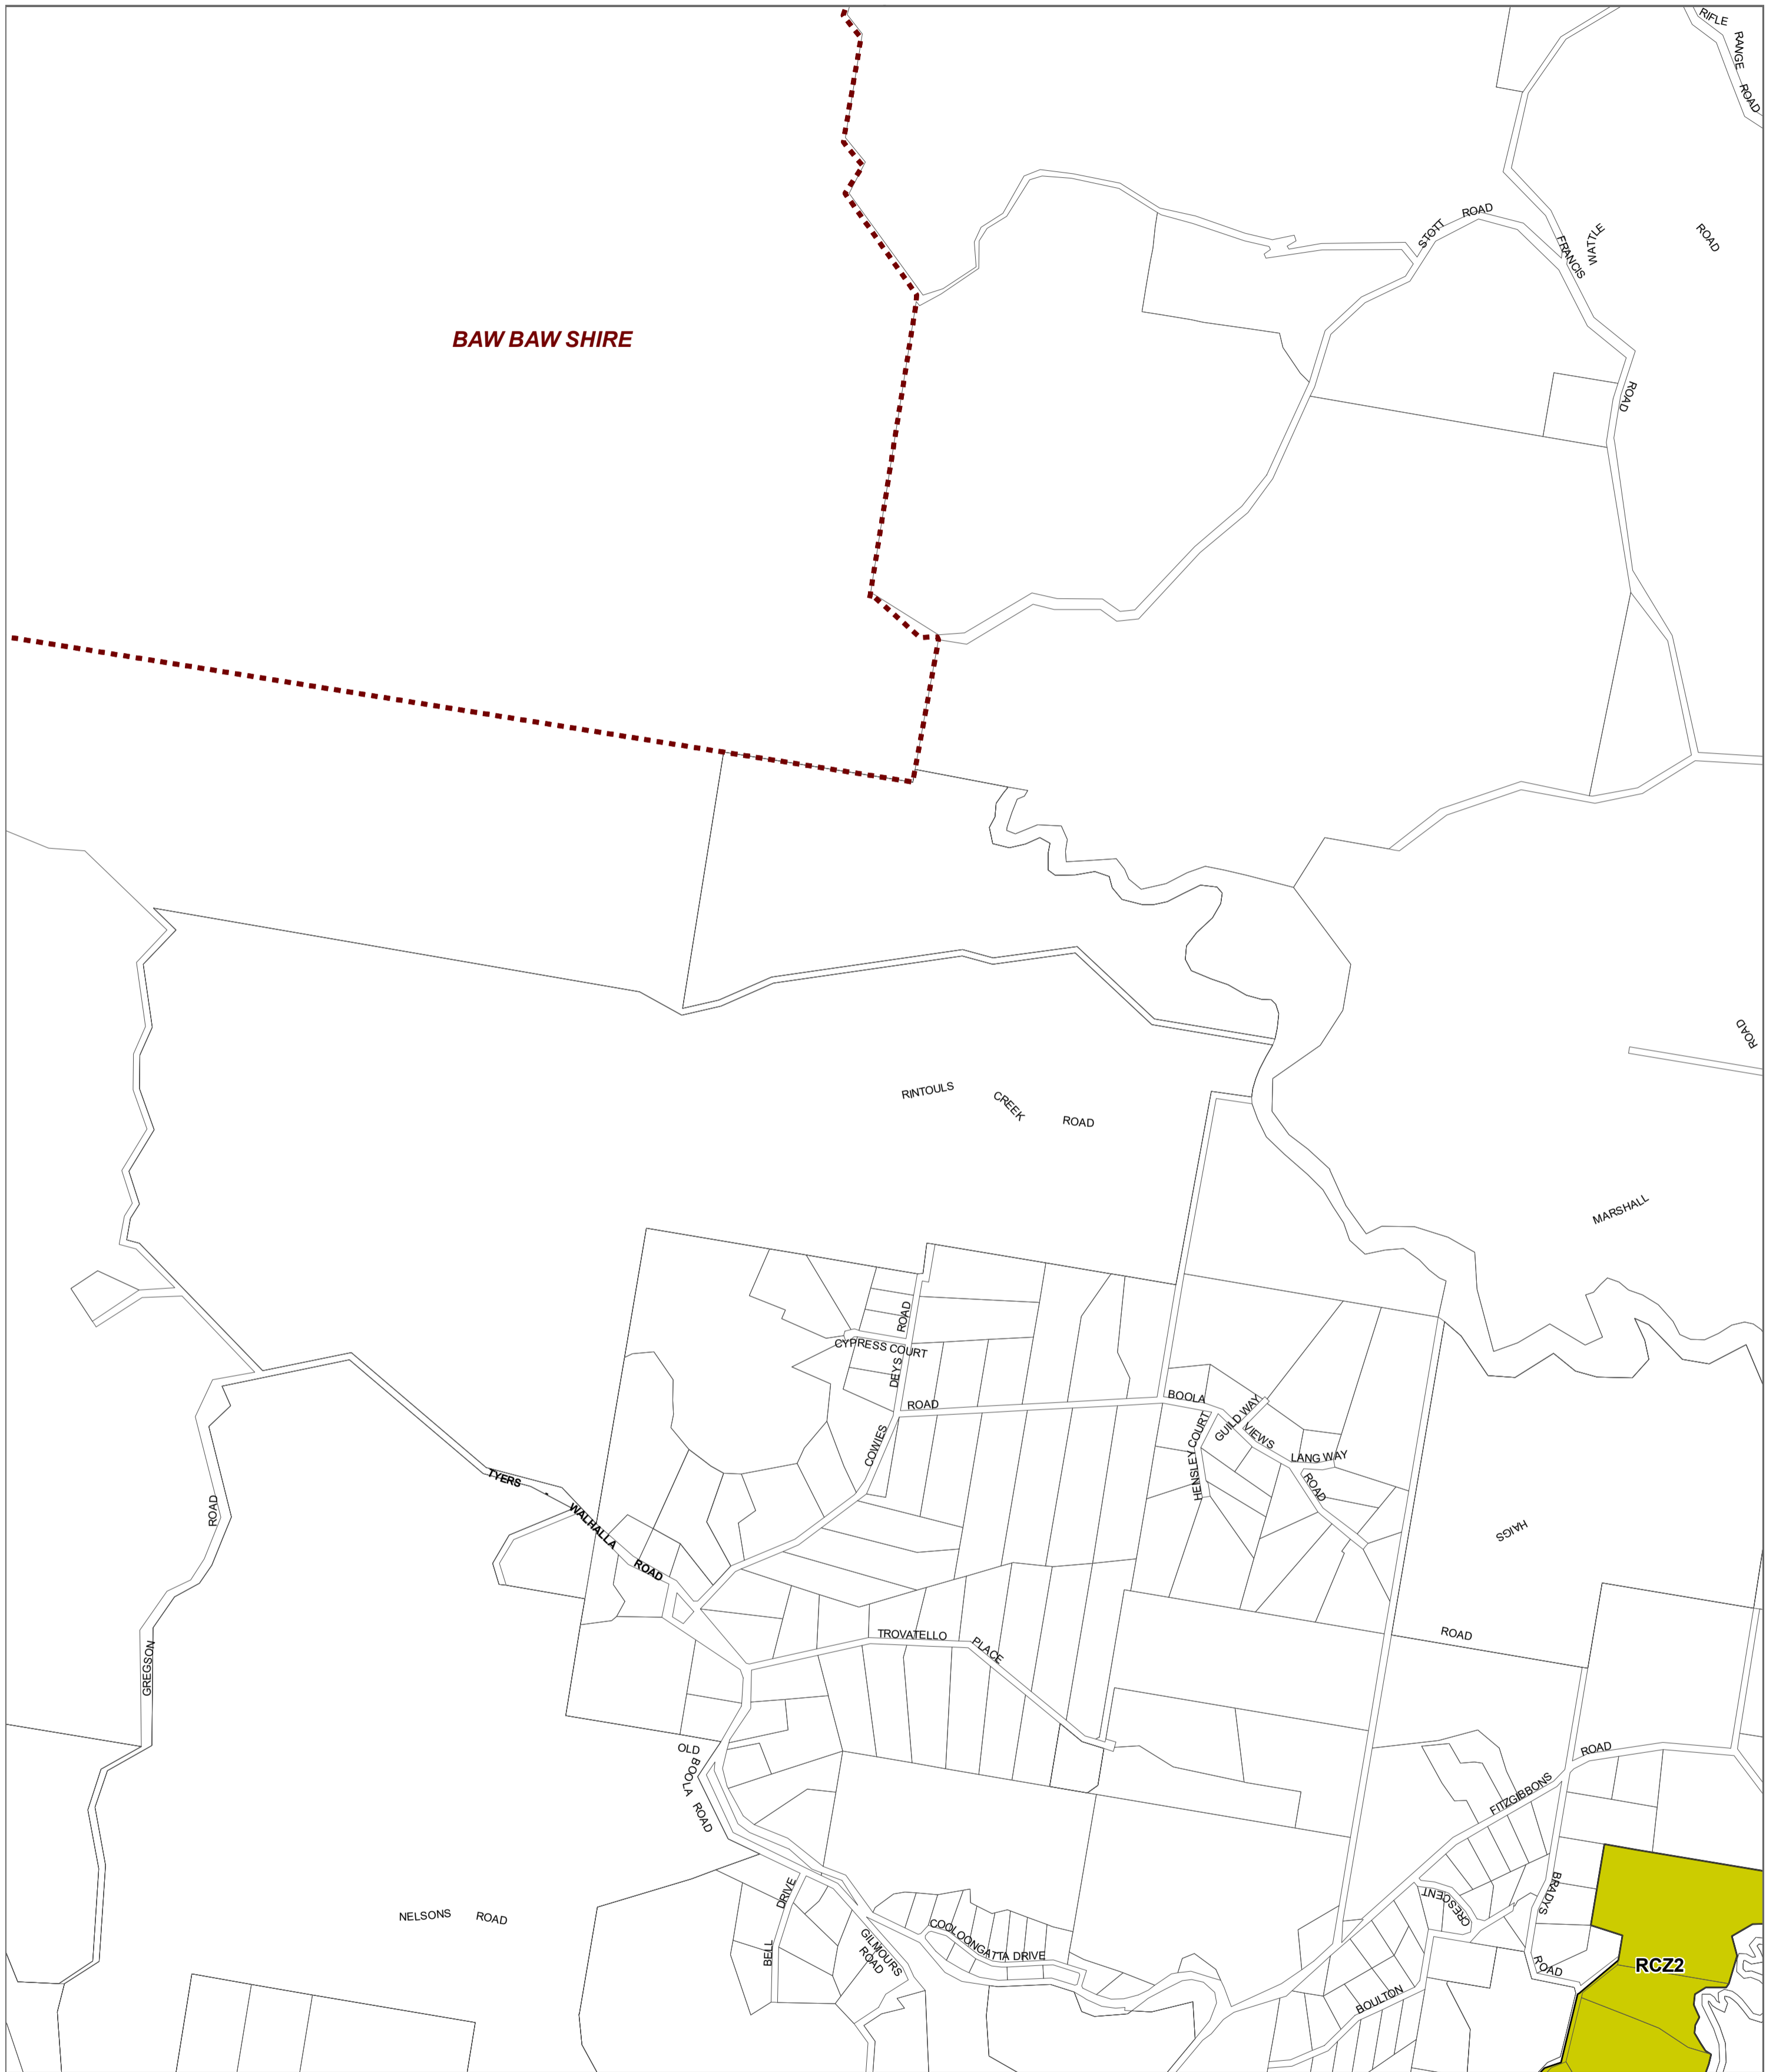 RIFLE
RANGE
ROAD
STOTT
ROAD
FRANCIS
WATTLE
ROAD
BAW BAW SHIRE
ROAD
ROAD
RINTOULS
CREEK
ROAD
MARSHALL
ROAD
CYPRESS COURT
DEYS
ROAD
COWIES
BOOLA
GUILD WAY
VIEWS
HENSLEY COURT
LANG WAY
ROAD
TYERS
-
WALHALLA
ROAD
ROAD
HAIGS
GREGSON
TROVATELLO
PLACE
ROAD
OLD
BOOLA
ROAD
FITZGIBBONS
ROAD
NELSONS
ROAD
BELL
DRIVE
GILMOURS
ROAD
COOLOONGATTA DRIVE
CRESCENT
BRADYS
ROAD
BOULTON
RCZ2